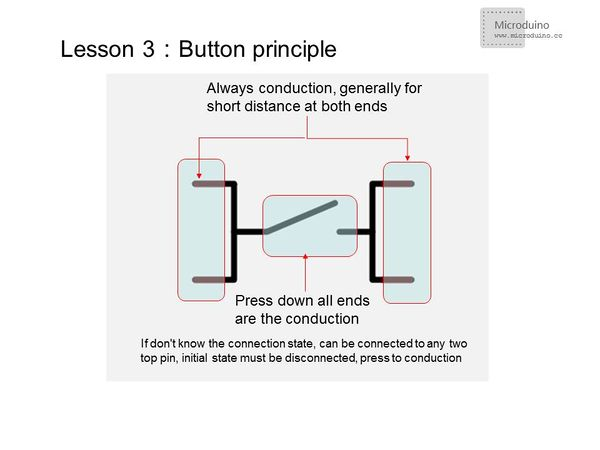 Microduino
www.microduino.cc
Lesson 3：Button principle
Always conduction, generally for
short distance at both ends
Press down all ends
are the conduction
If don't know the connection state, can be connected to any two
top pin, initial state must be disconnected, press to conduction